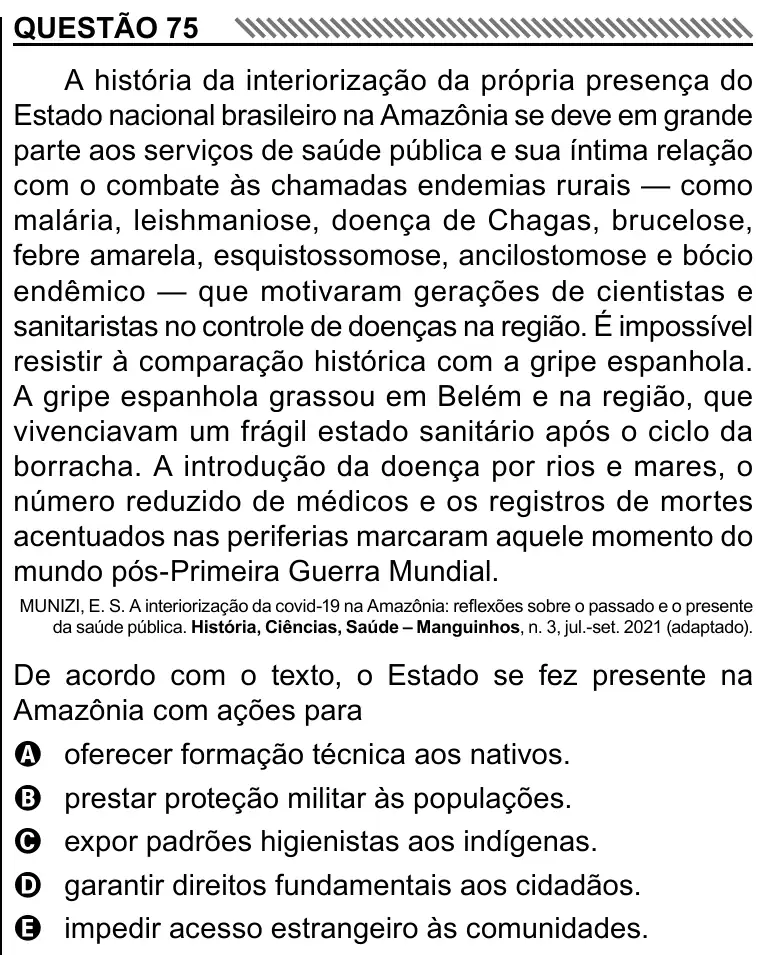 QUESTÃO 75
A história da interiorização da própria presença do
Estado nacional brasileiro na Amazônia se deve em grande
parte aos serviços de saúde pública e sua íntima relação
com o combate às chamadas endemias rurais — como
malária, leishmaniose, doença de Chagas, brucelose,
febre amarela, esquistossomose, ancilostomose e bócio
endêmico — que motivaram gerações de cientistas e
sanitaristas no controle de doenças na região. É impossível
resistir à comparação histórica com a gripe espanhola.
A gripe espanhola grassou em Belém e na região, que
vivenciavam um frágil estado sanitário após o ciclo da
borracha. A introdução da doença por rios e mares, o
número reduzido de médicos e os registros de mortes
acentuados nas periferias marcaram aquele momento do
mundo pós-Primeira Guerra Mundial.
MUNIZI, E. S. A interiorização da covid-19 na Amazônia: reflexões sobre o passado e o presente
da saúde pública. História, Ciências, Saúde – Manguinhos, n. 3, jul.-set. 2021 (adaptado).
De acordo com o texto, o Estado se fez presente na
Amazônia com ações para
A oferecer formação técnica aos nativos.
B prestar proteção militar às populações.
C expor padrões higienistas aos indígenas.
D garantir direitos fundamentais aos cidadãos.
E impedir acesso estrangeiro às comunidades.